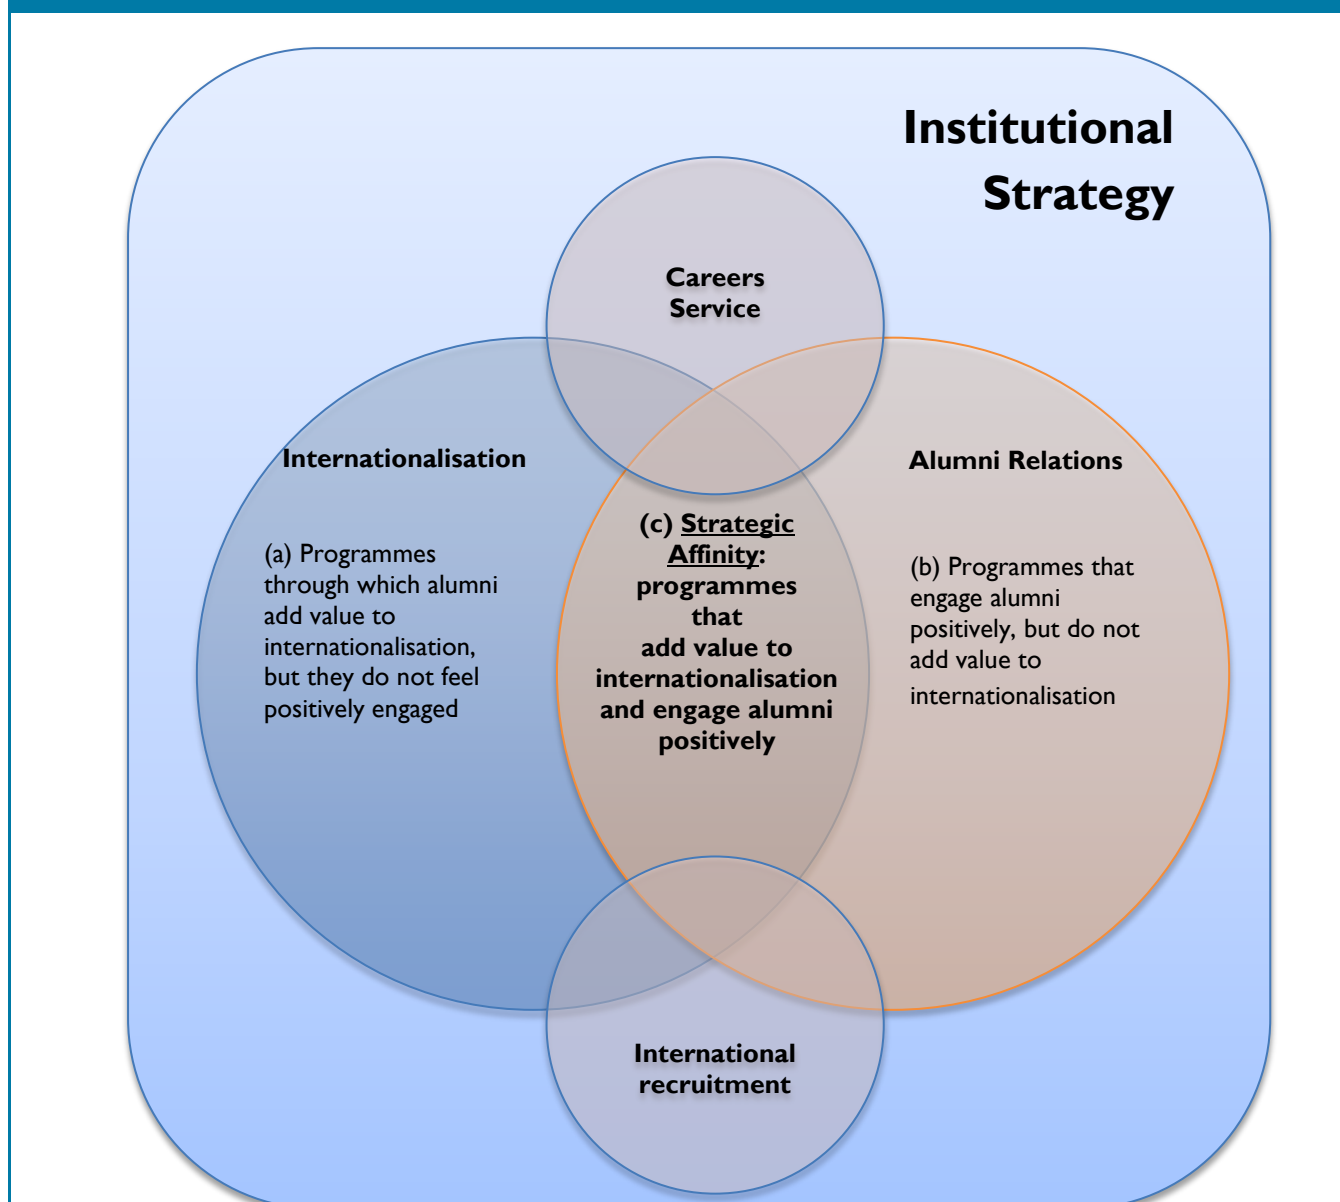 Institutional
Strategy
Careers
Service
Internationalisation
(a) Programmes
through which alumni
add value to
internationalisation,
but they do not feel
positively engaged
(c) Strategic
Affinity:
programmes
that
add value to
internationalisation
and engage alumni
positively
Alumni Relations
(b) Programmes that
engage alumni
positively, but do not
add value to
internationalisation
International
recruitment